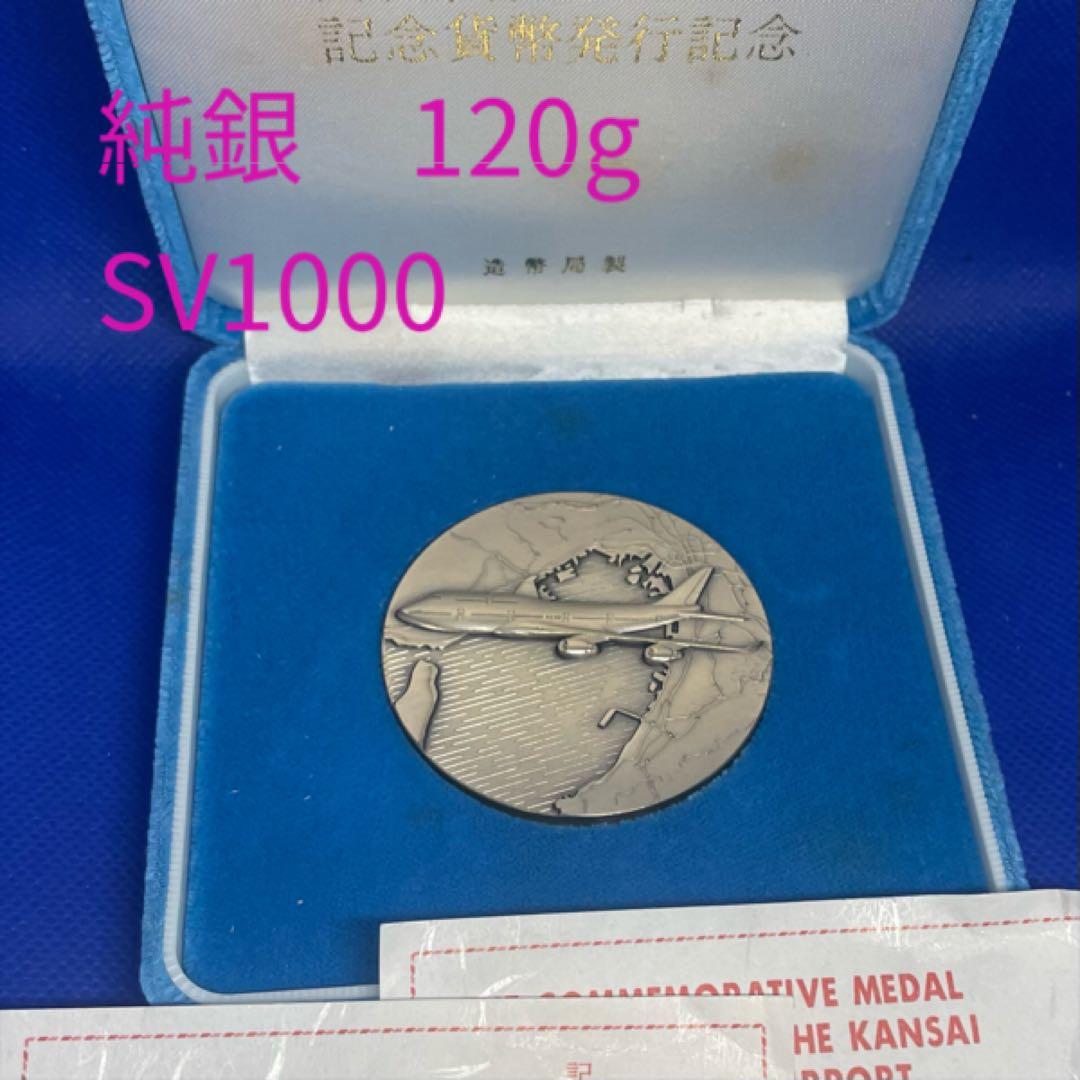 記念貨幣発行記念
純銀 120g
SV1000
造幣局製
COMMEMORATIVE MEDAL
HE KANSAI
記